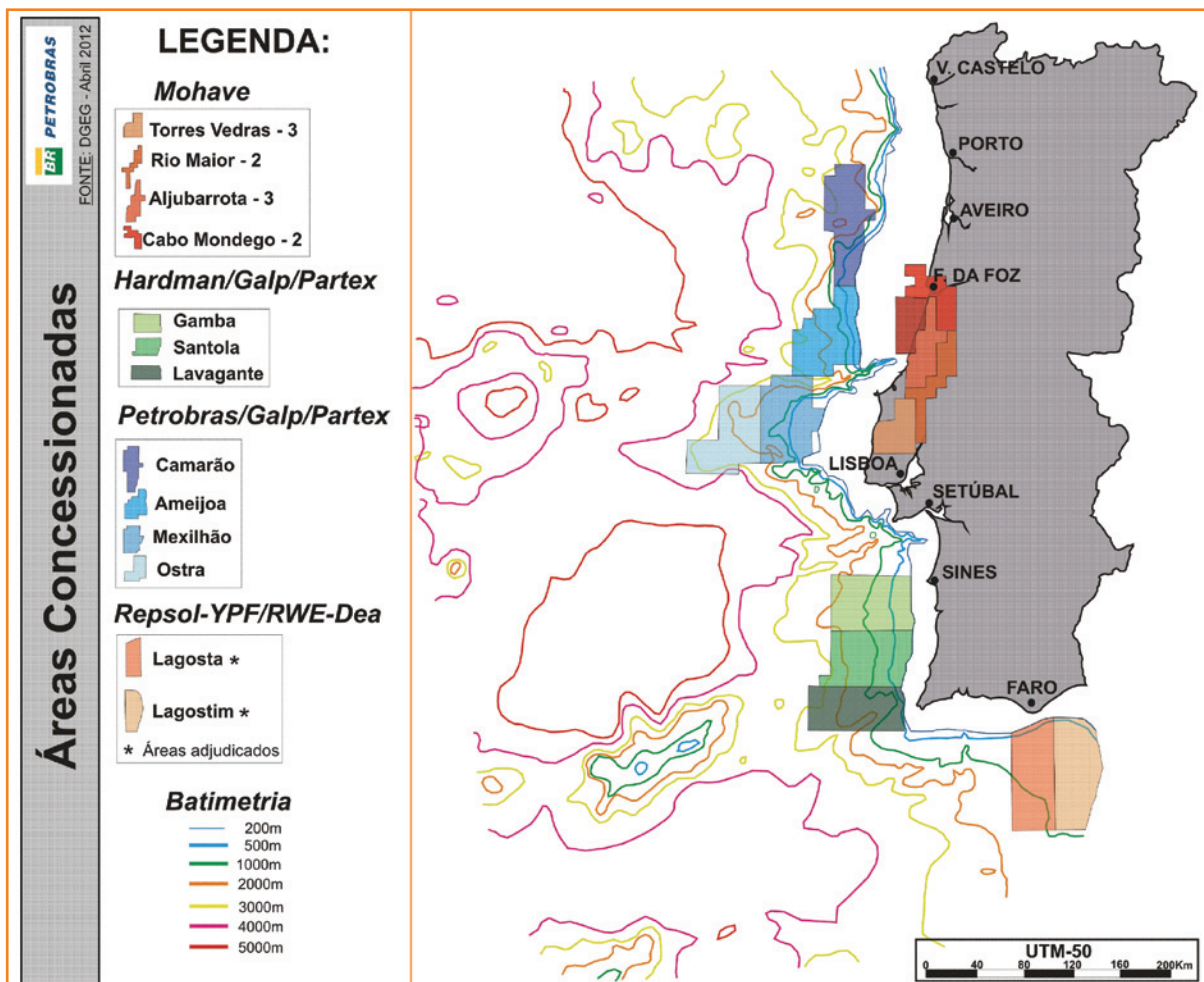 Áreas Concessionadas
BR PETROBRAS
FONTE: DGEG - Abril 2012
LEGENDA:
Mohave
Torres Vedras - 3
Rio Maior - 2
Aljubarrota - 3
Cabo Mondego - 2
Hardman/Galp/Partex
Gamba
Santola
Lavagante
Petrobras/Galp/Partex
Camarão
Ameijoa
Mexilhão
Ostra
Repsol-YPF/RWE-Dea
Lagosta *
Lagostim *
* Áreas adjudicados
Batimetria
200m
500m
1000m
2000m
3000m
4000m
5000m
V. CASTELO
PORTO
AVEIRO
F. DA FOZ
LISBOA
SETÚBAL
SINES
FARO
UTM-50
0 40 80 120 160 200Km